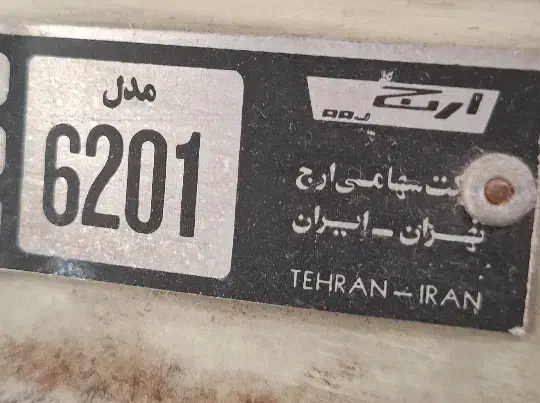 مدل
6201
ارج
سهامی ارج
تهران - ایران
TEHRAN - IRAN